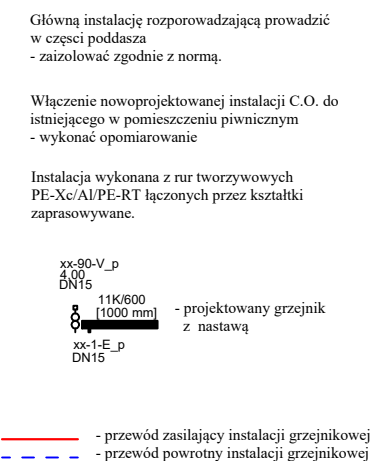 Główną instalację rozporowadzającą prowadzić
w częsci poddasza
- zaizolować zgodnie z normą.
Włączenie nowoprojektowanej instalacji C.O. do
istniejącego w pomieszczeniu piwnicznym
- wykonać opomiarowanie
Instalacja wykonana z rur tworzywowych
PE-Xc/Al/PE-RT łączonych przez kształtki
zaprasowywane.
xx-90-V_p
4,00
DN15
11K/600
[1000 mm]
- projektowany grzejnik
z nastawą
xx-1-E_p
DN15
- przewód zasilający instalacji grzejnikowej
- przewód powrotny instalacji grzejnikowej